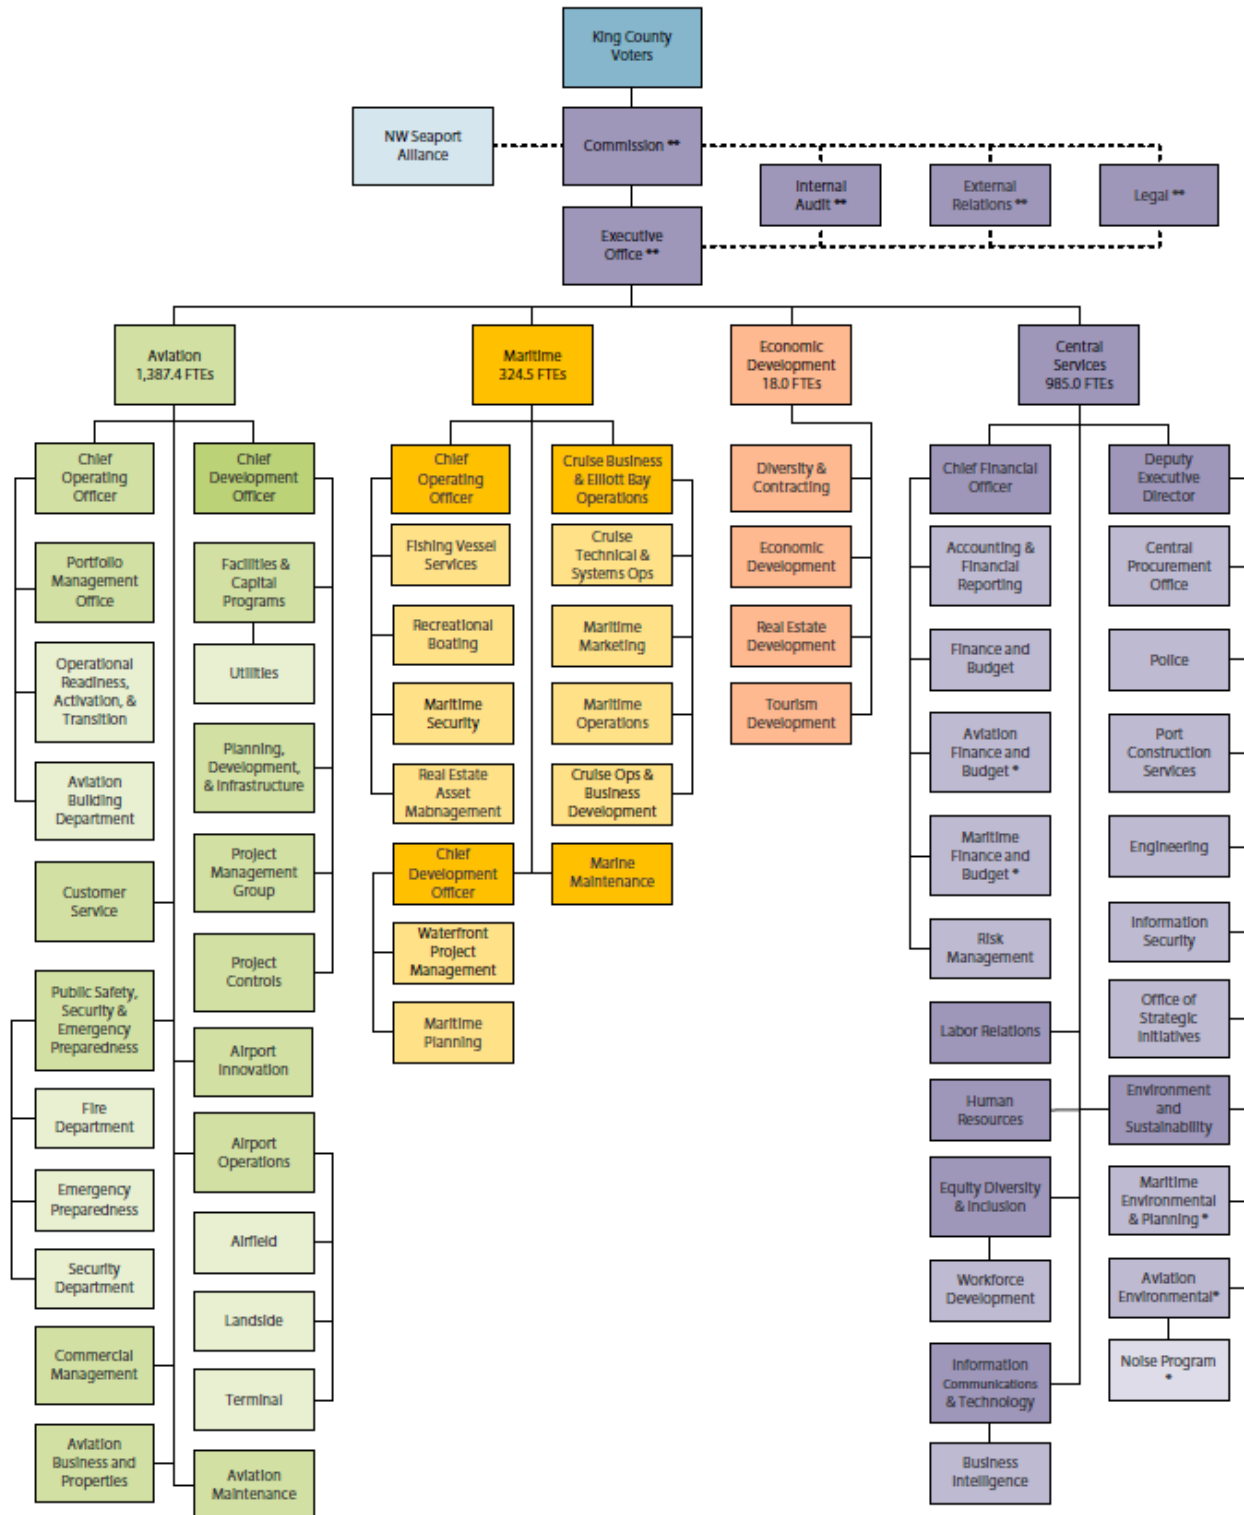 King County
Voters
NW Seaport
Alliance
Commission **
Internal
Audit **
External
Relations **
Legal **
Executive
Office **
Aviation
1,387.4 FTEs
Maritime
324.5 FTEs
Economic
Development
18.0 FTEs
Central
Services
985.0 FTEs
Chief
Operating
Officer
Portfolio
Management
Office
Operational
Readiness,
Activation, &
Transition
Aviation
Building
Department
Customer
Service
Public Safety,
Security &
Emergency
Preparedness
Fire
Department
Emergency
Preparedness
Security
Department
Commercial
Management
Aviation
Business and
Properties
Chief
Development
Officer
Facilities &
Capital
Programs
Utilities
Planning,
Development,
& Infrastructure
Project
Management
Group
Project
Controls
Airport
Innovation
Airport
Operations
Airfield
Landside
Terminal
Aviation
Maintenance
Chief
Operating
Officer
Fishing Vessel
Services
Recreational
Boating
Maritime
Security
Real Estate
Asset
Mabnagement
Chief
Development
Officer
Waterfront
Project
Management
Maritime
Planning
Cruise Business
& Elliott Bay
Operations
Cruise
Technical &
Systems Ops
Maritime
Marketing
Maritime
Operations
Cruise Ops &
Business
Development
Marine
Maintenance
Diversity &
Contracting
Economic
Development
Real Estate
Development
Tourism
Development
Chief Financial
Officer
Accounting &
Financial
Reporting
Finance and
Budget
Aviation
Finance and
Budget *
Maritime
Finance and
Budget *
Risk
Management
Labor Relations
Human
Resources
Equity Diversity
& Inclusion
Workforce
Development
Information
Communications
& Technology
Business
Intelligence
Deputy
Executive
Director
Central
Procurement
Office
Police
Port
Construction
Services
Engineering
Information
Security
Office of
Strategic
Initiatives
Environment
and
Sustainability
Maritime
Environmental
& Planning *
Aviation
Environmental*
Noise Program
*